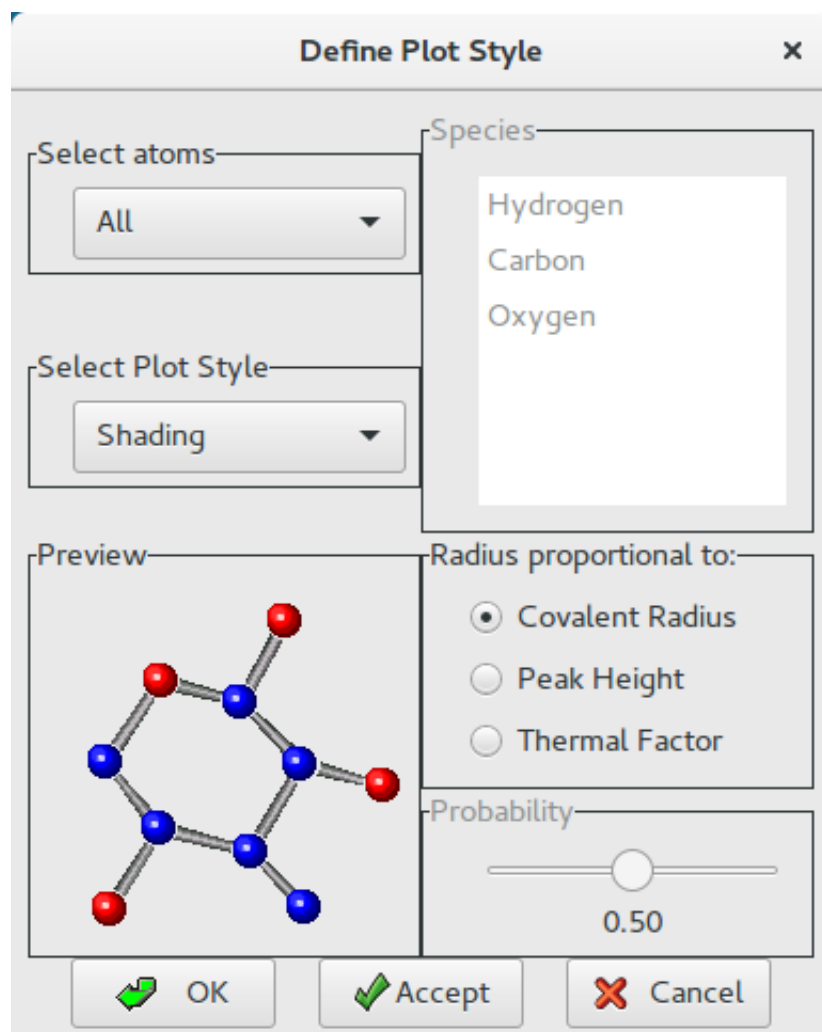 Define Plot Style
Select atoms
All
Species
Hydrogen
Carbon
Oxygen
Select Plot Style
Shading
Preview
Radius proportional to:
Covalent Radius
Peak Height
Thermal Factor
Probability
0.50
OK
Accept
Cancel